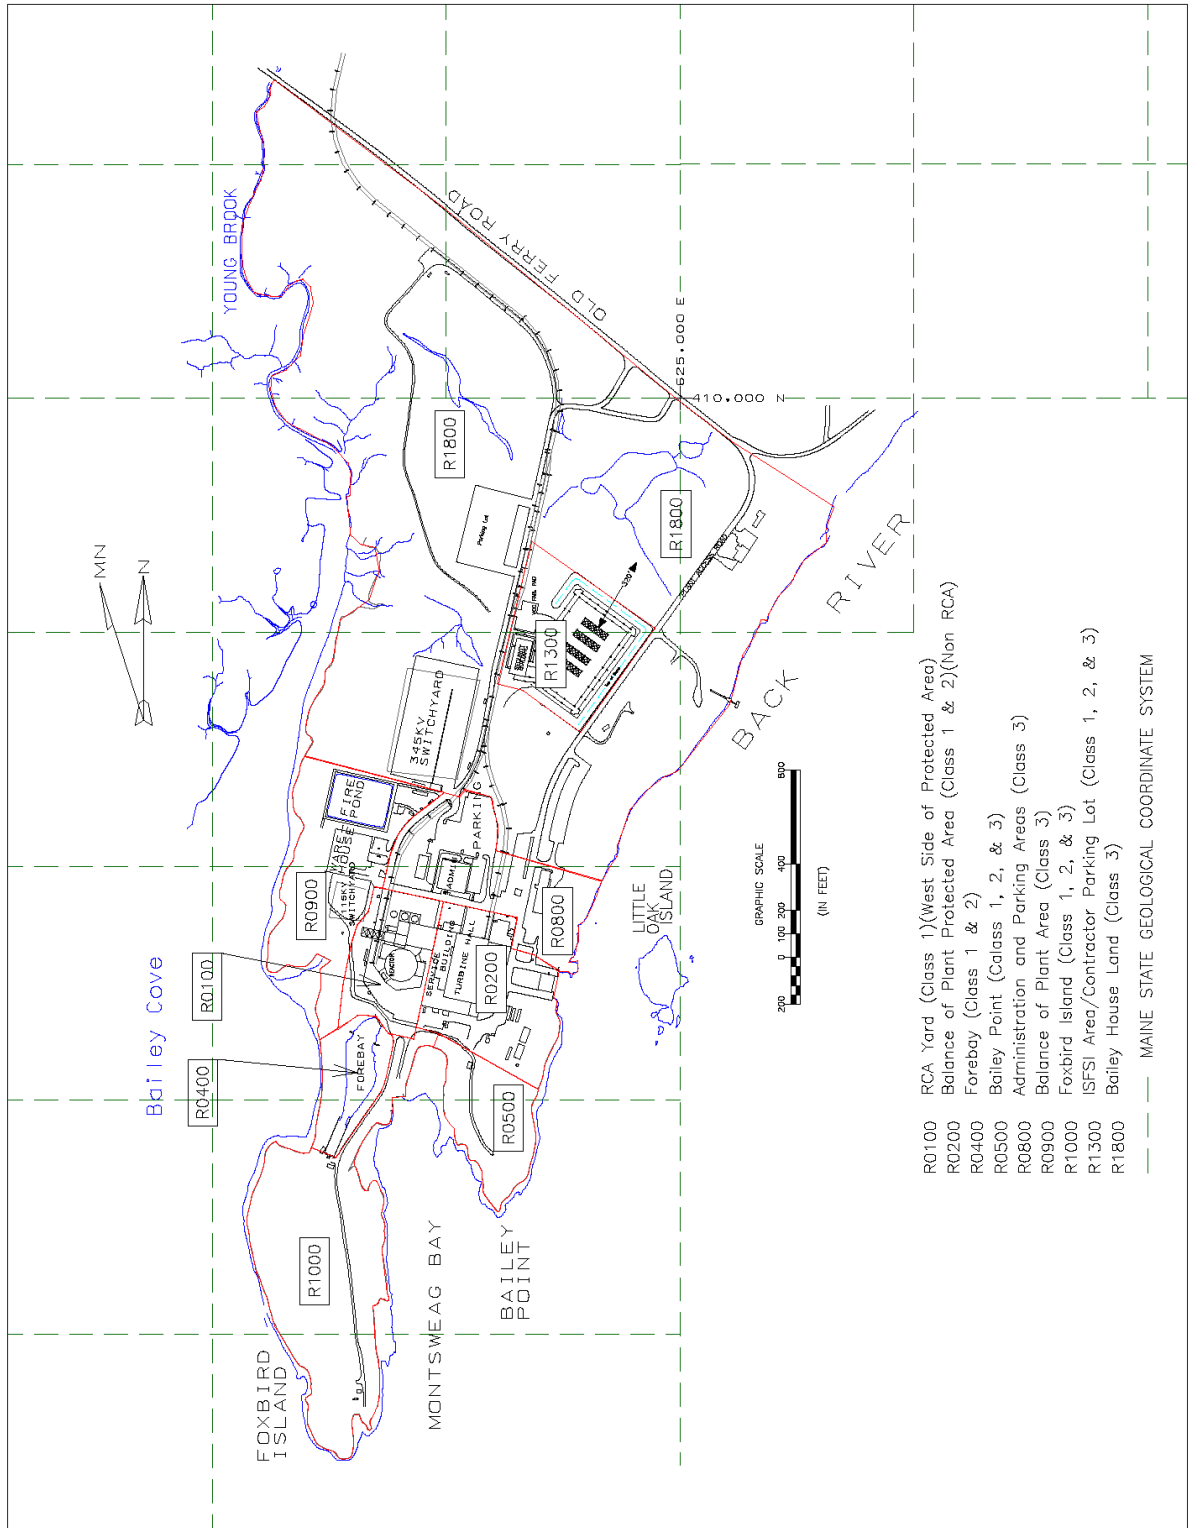 MN
N
YOUNG BROOK
OLD FERRY ROAD
625.000 E
410.000 N
R1800
Parking Lot
R1800
320'
R1300
BACK RIVER
345KV
SWITCHYARD
FIRE
POND
WARE
HOUSE
115KV
SWITCHYARD
PARKING
ADMIN
R0900
R0800
LITTLE
OAK
ISLAND
Bailey Cove
R0100
REACTOR
SERVICE
BUILDING
TURBINE HALL
R0200
R0400
FOREBAY
R0500
R1000
MONTSWEAG BAY
BAILEY
POINT
FOXBIRD
ISLAND
GRAPHIC SCALE
200 0 100 200 400 800
(IN FEET)
R0100 RCA Yard (Class 1)(West Side of Protected Area)
R0200 Balance of Plant Protected Area (Class 1 & 2)(Non RCA)
R0400 Forebay (Class 1 & 2)
R0500 Bailey Point (Calass 1, 2, & 3)
R0800 Administration and Parking Areas (Class 3)
R0900 Balance of Plant Area (Class 3)
R1000 Foxbird Island (Class 1, 2, & 3)
R1300 ISFSI Area/Contractor Parking Lot (Class 1, 2, & 3)
R1800 Bailey House Land (Class 3)
MAINE STATE GEOLOGICAL COORDINATE SYSTEM